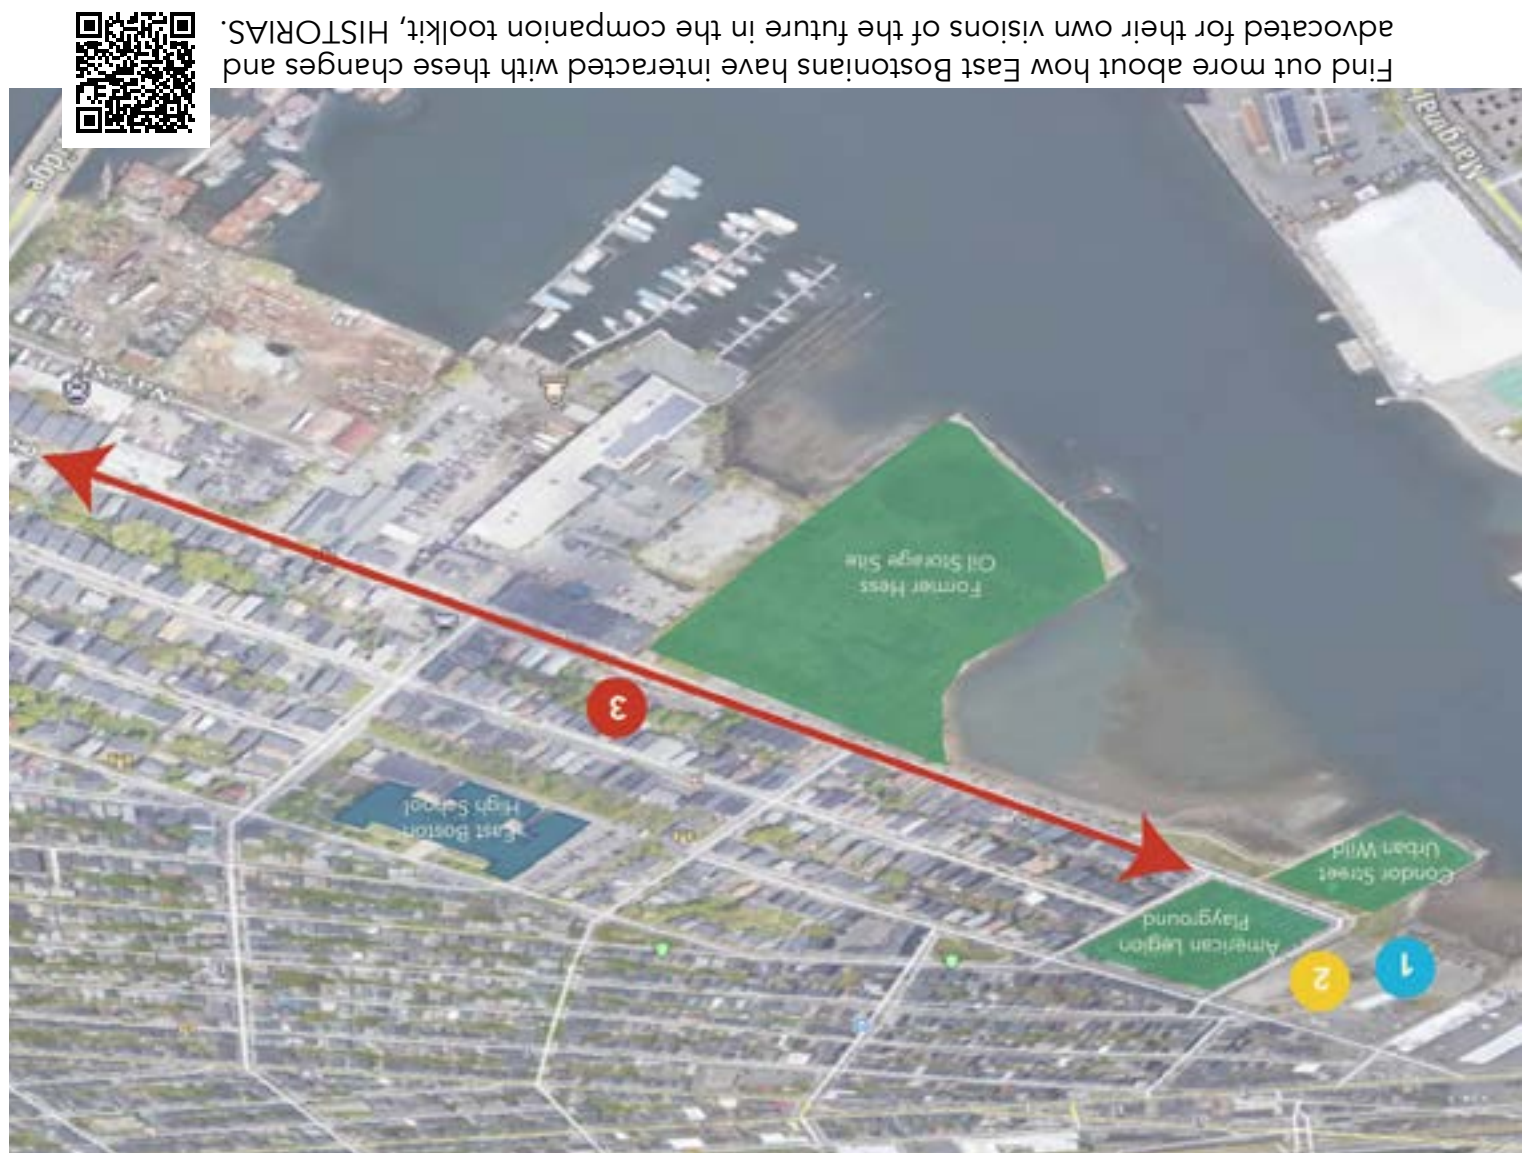 Condor Street
Urban Wild
American Legion
Playground
1
2
3
East Boston
High School
Former Hess
Oil Storage Site
Marginal
Find out more about how East Bostonians have interacted with these changes and
advocated for their own visions of the future in the companion toolkit, HISTORIAS.